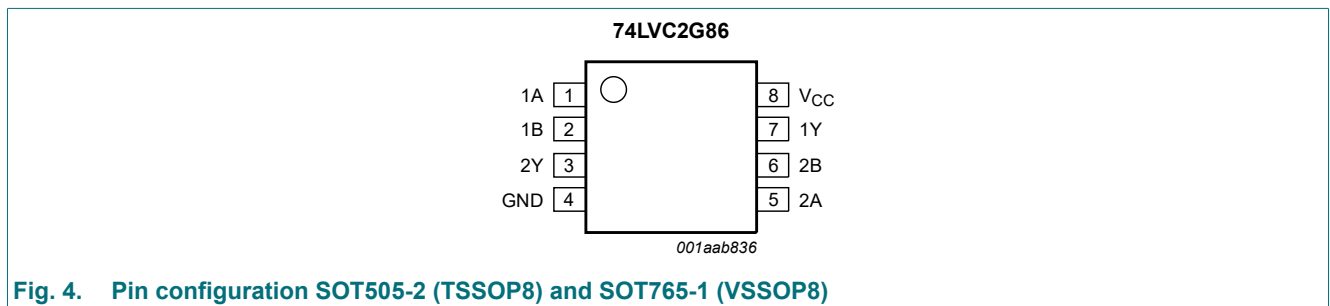 74LVC2G86
1A 1 8 VCC
1B 2 7 1Y
2Y 3 6 2B
GND 4 5 2A
001aab836
Fig. 4. Pin configuration SOT505-2 (TSSOP8) and SOT765-1 (VSSOP8)